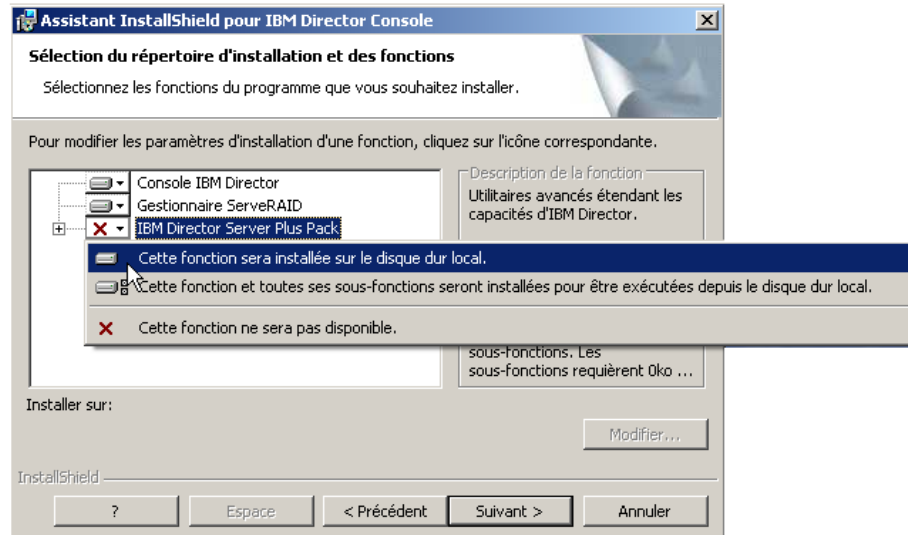 Assistant InstallShield pour IBM Director Console
Sélection du répertoire d'installation et des fonctions
Sélectionnez les fonctions du programme que vous souhaitez installer.
Pour modifier les paramètres d'installation d'une fonction, cliquez sur l'icône correspondante.
Console IBM Director
Gestionnaire ServeRAID
IBM Director Server Plus Pack
Description de la fonction
Utilitaires avancés étendant les
capacités d'IBM Director.
Cette fonction sera installée sur le disque dur local.
Cette fonction et toutes ses sous-fonctions seront installées pour être exécutées depuis le disque dur local.
Cette fonction ne sera pas disponible.
sous-fonctions. Les
sous-fonctions requièrent 0ko ...
Installer sur:
Modifier...
InstallShield
?
Espace
< Précédent
Suivant >
Annuler